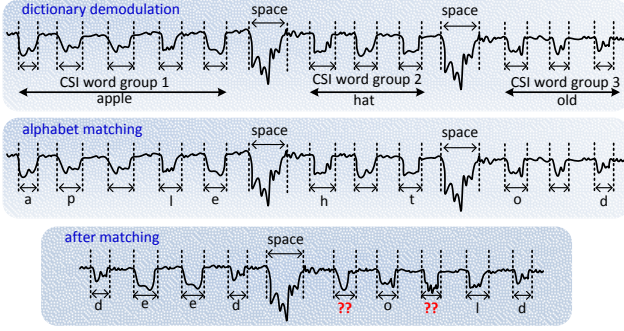 dictionary demodulation
space
space
CSI word group 1
CSI word group 2
CSI word group 3
apple
hat
old
alphabet matching
space
space
a p l e h t o d
after matching
space
d e e d ?? o ?? l d